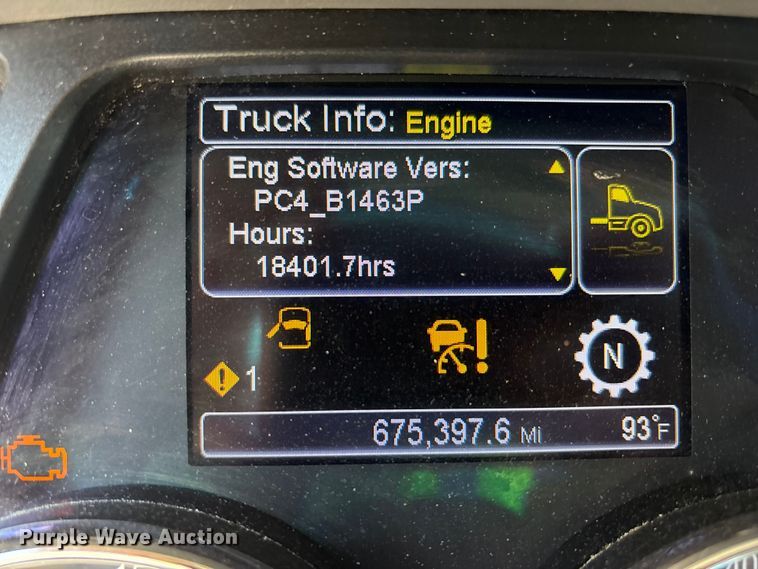 Truck Info: Engine
Eng Software Vers:
PC4_B1463P
Hours:
18401.7hrs
N
1
675,397.6 Mi 93°F
Purple Wave Auction